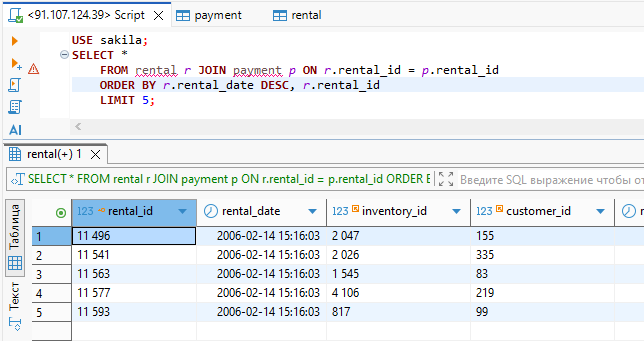 <91.107.124.39> Script payment rental
USE sakila;
SELECT *
FROM rental r JOIN payment p ON r.rental_id = p.rental_id
ORDER BY r.rental_date DESC, r.rental_id
LIMIT 5;
AI
rental(+) 1
SELECT * FROM rental r JOIN payment p ON r.rental_id = p.rental_id ORDER Введите SQL выражение чтобы от
Таблица
Текст
123 rental_id rental_date 123 inventory_id 123 customer_id
1 11 496 2006-02-14 15:16:03 2 047 155
2 11 541 2006-02-14 15:16:03 2 026 335
3 11 563 2006-02-14 15:16:03 1 545 83
4 11 577 2006-02-14 15:16:03 4 106 219
5 11 593 2006-02-14 15:16:03 817 99